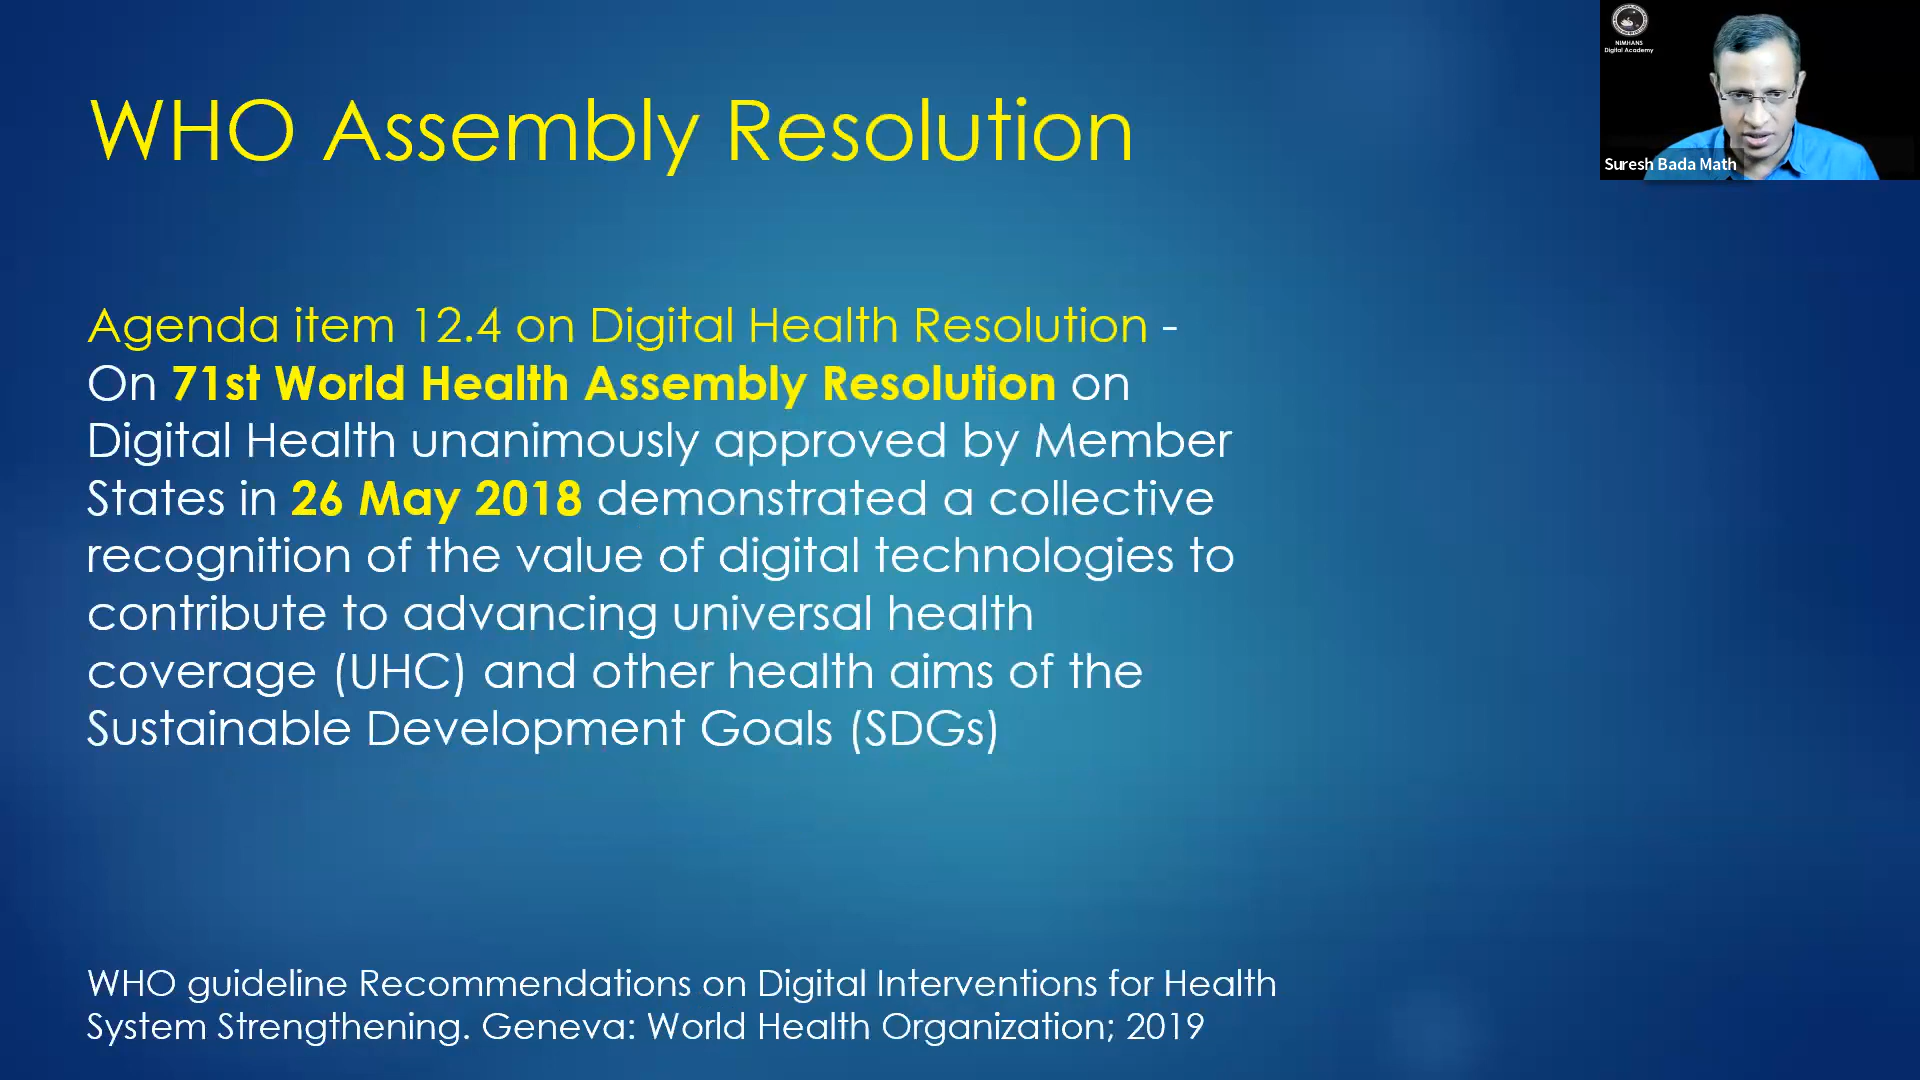 WHO Assembly Resolution
Agenda item 12.4 on Digital Health Resolution -
On 71st World Health Assembly Resolution on
Digital Health unanimously approved by Member
States in 26 May 2018 demonstrated a collective
recognition of the value of digital technologies to
contribute to advancing universal health
coverage (UHC) and other health aims of the
Sustainable Development Goals (SDGs)
WHO guideline Recommendations on Digital Interventions for Health
System Strengthening. Geneva: World Health Organization; 2019
NIMHANS
Digital Academy
Suresh Bada Math